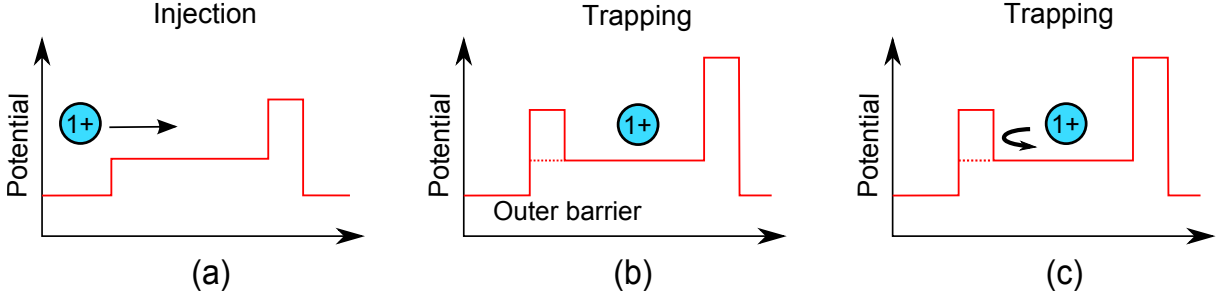 Injection
Potential
1+
(a)
Trapping
Potential
1+
Outer barrier
(b)
Trapping
Potential
1+
(c)